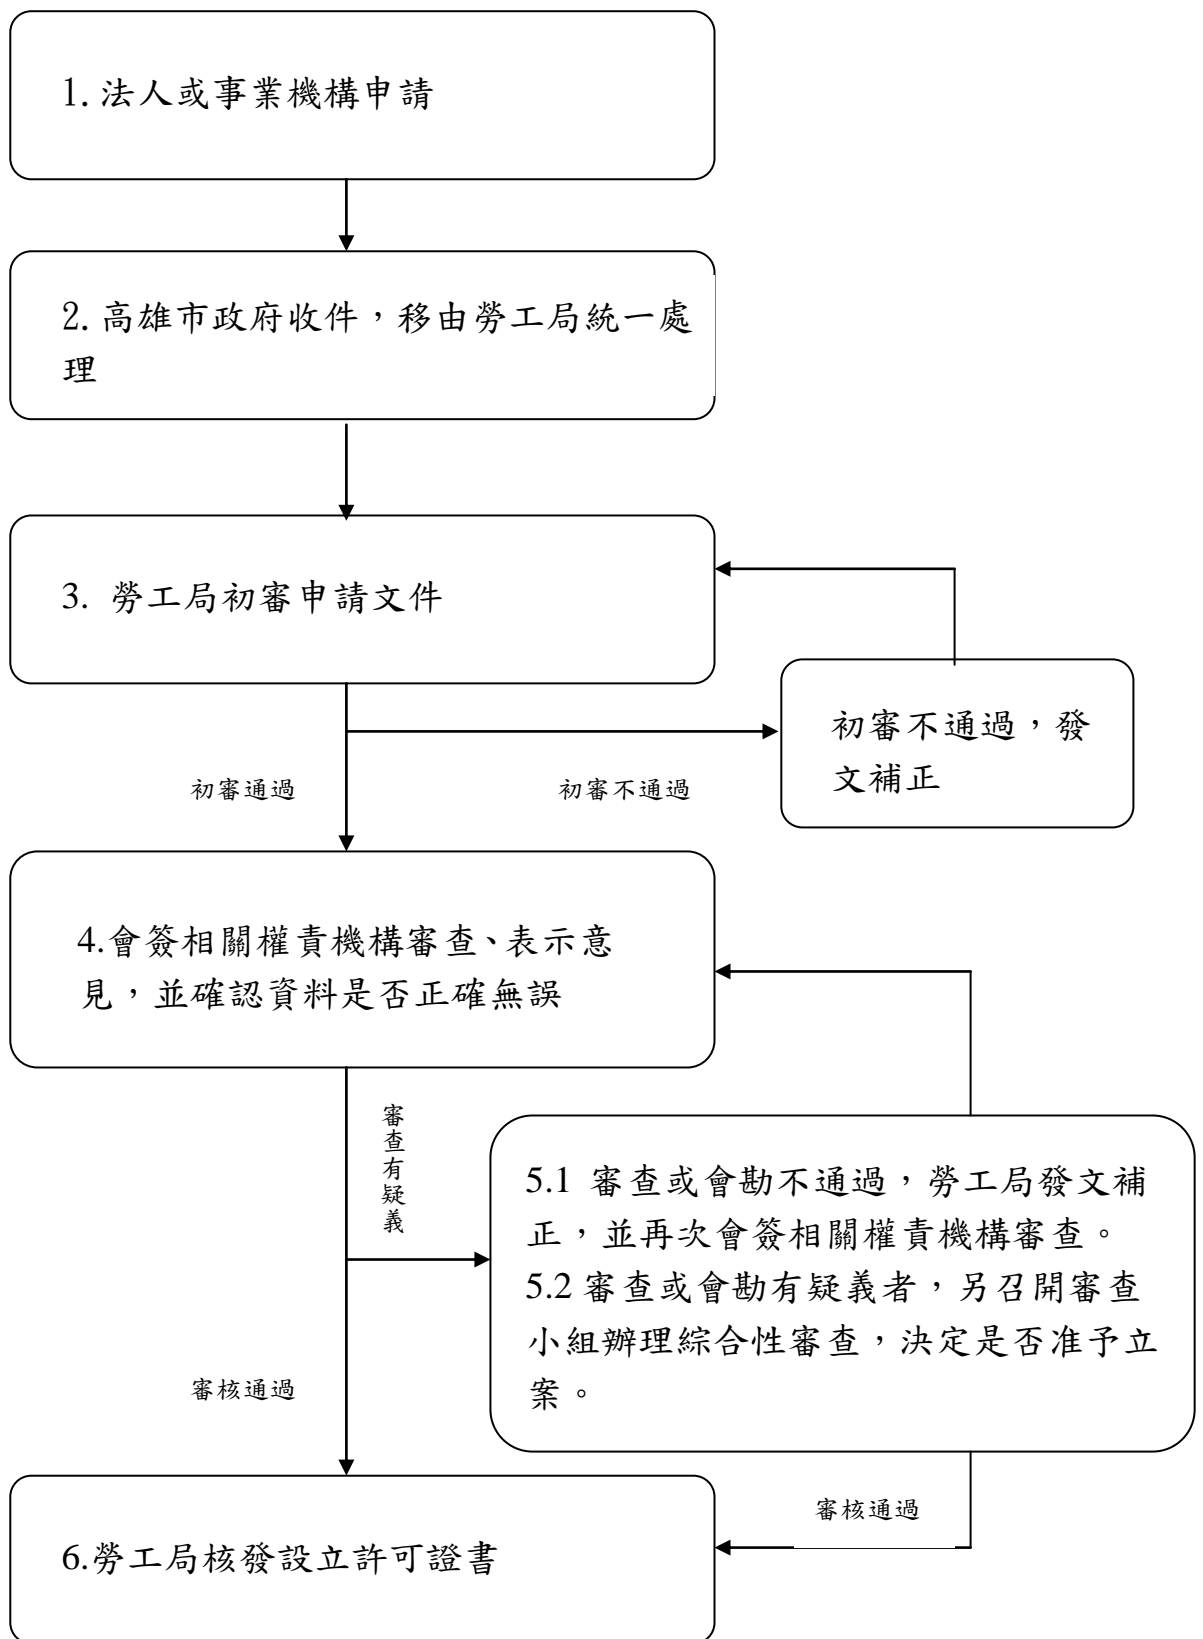 1. 法人或事業機構申請
2. 高雄市政府收件，移由勞工局統一處
理
3. 勞工局初審申請文件
初審不通過，發
文補正
初審通過
初審不通過
4.會簽相關權責機構審查、表示意
見，並確認資料是否正確無誤
審查有疑義
5.1 審查或會勘不通過，勞工局發文補
正，並再次會簽相關權責機構審查。
5.2 審查或會勘有疑義者，另召開審查
小組辦理綜合性審查，決定是否准予立
案。
審核通過
審核通過
6.勞工局核發設立許可證書